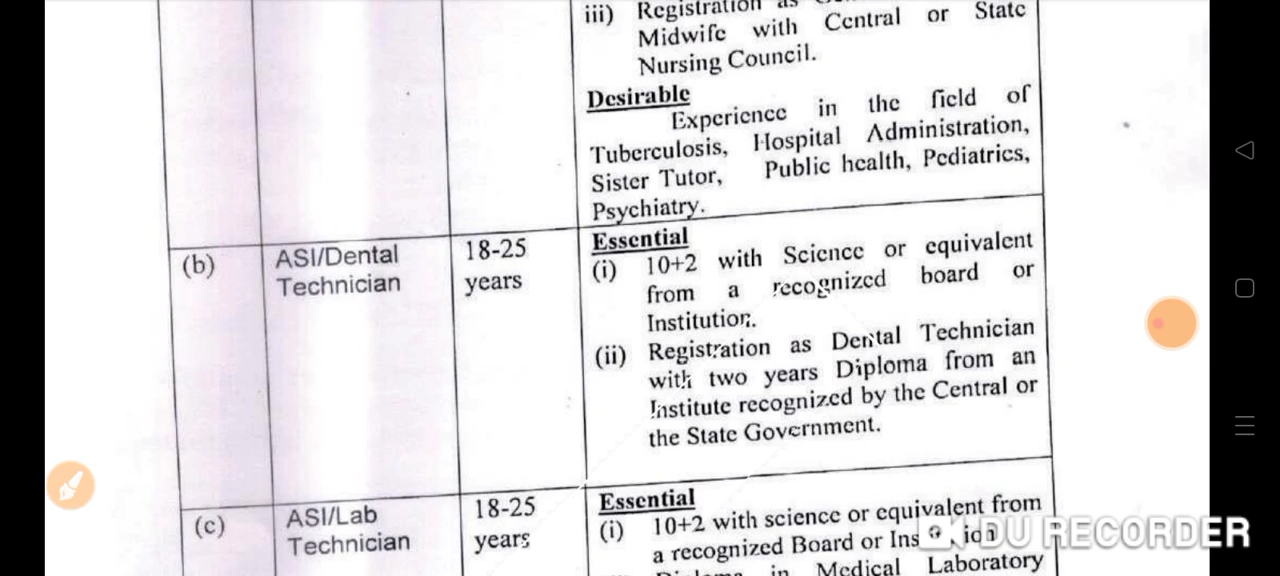 iii) Registration as
Midwife with Central or State
Nursing Council.
Desirable
Experience in the field of
Tuberculosis, Hospital Administration,
Sister Tutor, Public health, Pediatrics,
Psychiatry.
(b) ASI/Dental Technician 18-25 years
Essential
(i) 10+2 with Science or equivalent
from a recognized board or
Institution.
(ii) Registration as Dental Technician
with two years Diploma from an
Institute recognized by the Central or
the State Government.
(c) ASI/Lab Technician 18-25 years
Essential
(i) 10+2 with science or equivalent from
a recognized Board or
in Medical Laboratory
DU RECORDER